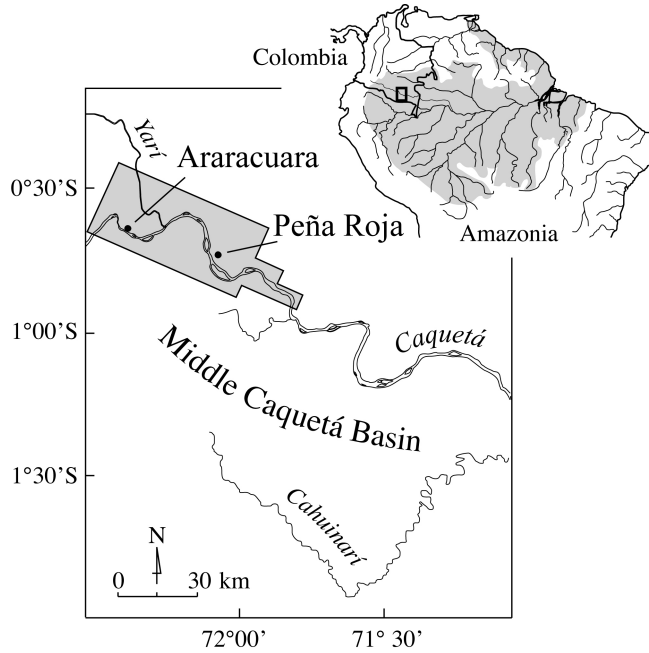 Colombia
Amazonia
Yarí
Araracuara
0°30’S
Peña Roja
1°00’S
Caquetá
Middle Caquetá Basin
1°30’S
Cahuinarí
N
0 30 km
72°00’ 71° 30’